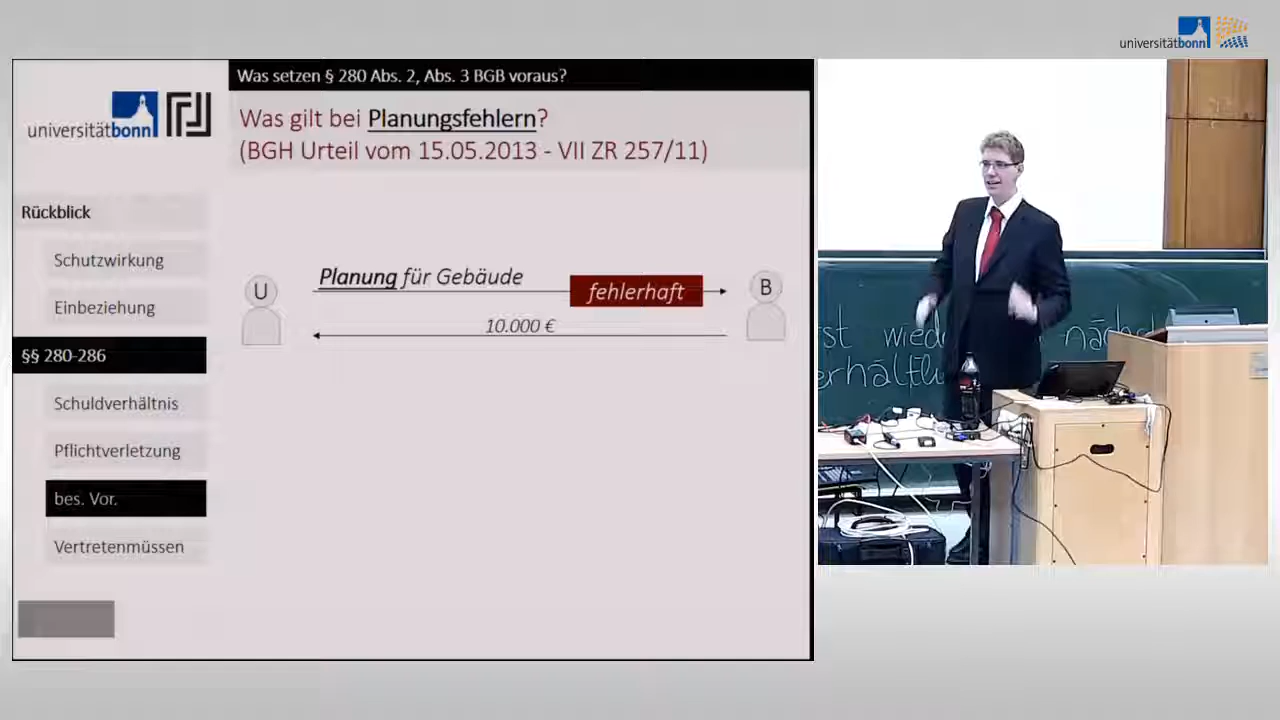 universitätbonn
Was setzen § 280 Abs. 2, Abs. 3 BGB voraus?
universitätbonn
Was gilt bei Planungsfehlern?
(BGH Urteil vom 15.05.2013 - VII ZR 257/11)
Rückblick
Schutzwirkung
Einbeziehung
§§ 280-286
Schuldverhältnis
Pflichtverletzung
bes. Vor.
Vertretenmüssen
U
Planung für Gebäude
fehlerhaft
B
10.000 €